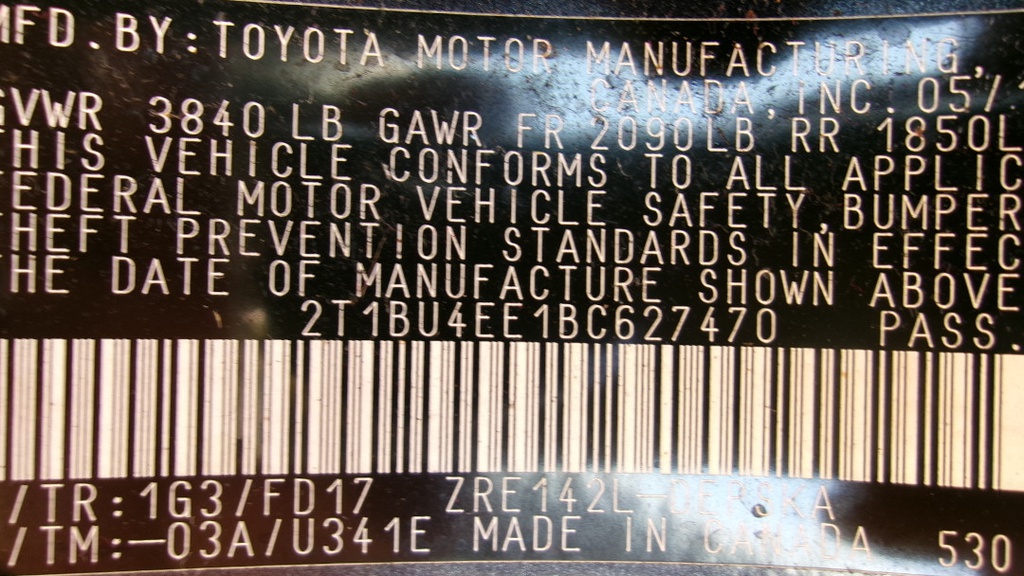 MFD.BY:TOYOTA MOTOR MANUFACTURING,
CANADA, INC. 05/
GVWR 3840 LB GAWR FR 2090LB RR 1850L
HIS VEHICLE CONFORMS TO ALL APPLIC
EDERAL MOTOR VEHICLE SAFETY,BUMPER
HEFT PREVENTION STANDARDS IN EFFEC
HE DATE OF MANUFACTURE SHOWN ABOVE
2T1BU4EE1BC627470 PASS.
/TR:1G3/FD17 ZRE142L-
/TM:-03A/U341E MADE IN CANADA 530